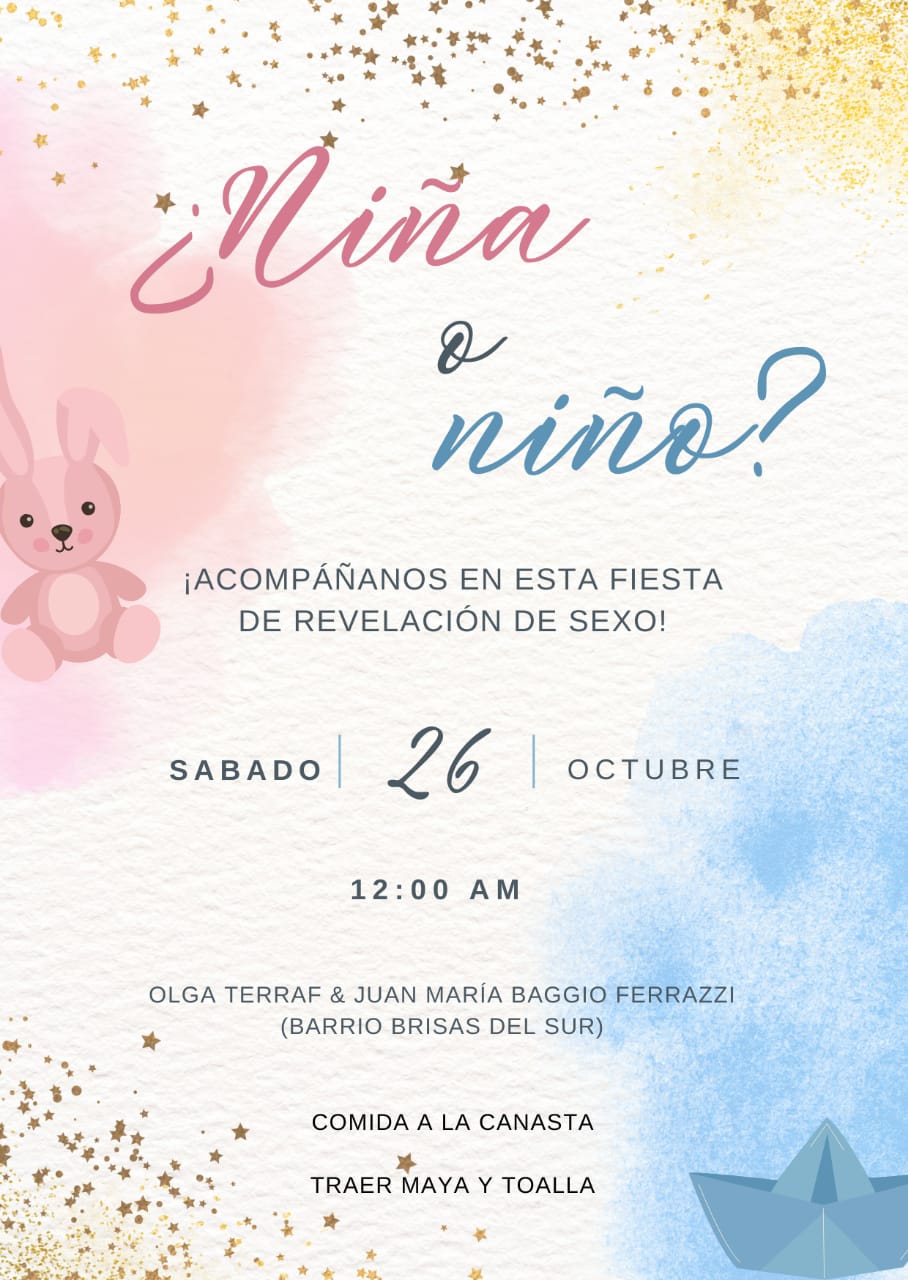 ¿Niña
o
niño?
¡ACOMPÁÑANOS EN ESTA FIESTA
DE REVELACIÓN DE SEXO!
SABADO 26 OCTUBRE
12:00 AM
OLGA TERRAF & JUAN MARÍA BAGGIO FERRAZZI
(BARRIO BRISAS DEL SUR)
COMIDA A LA CANASTA
TRAER MAYA Y TOALLA